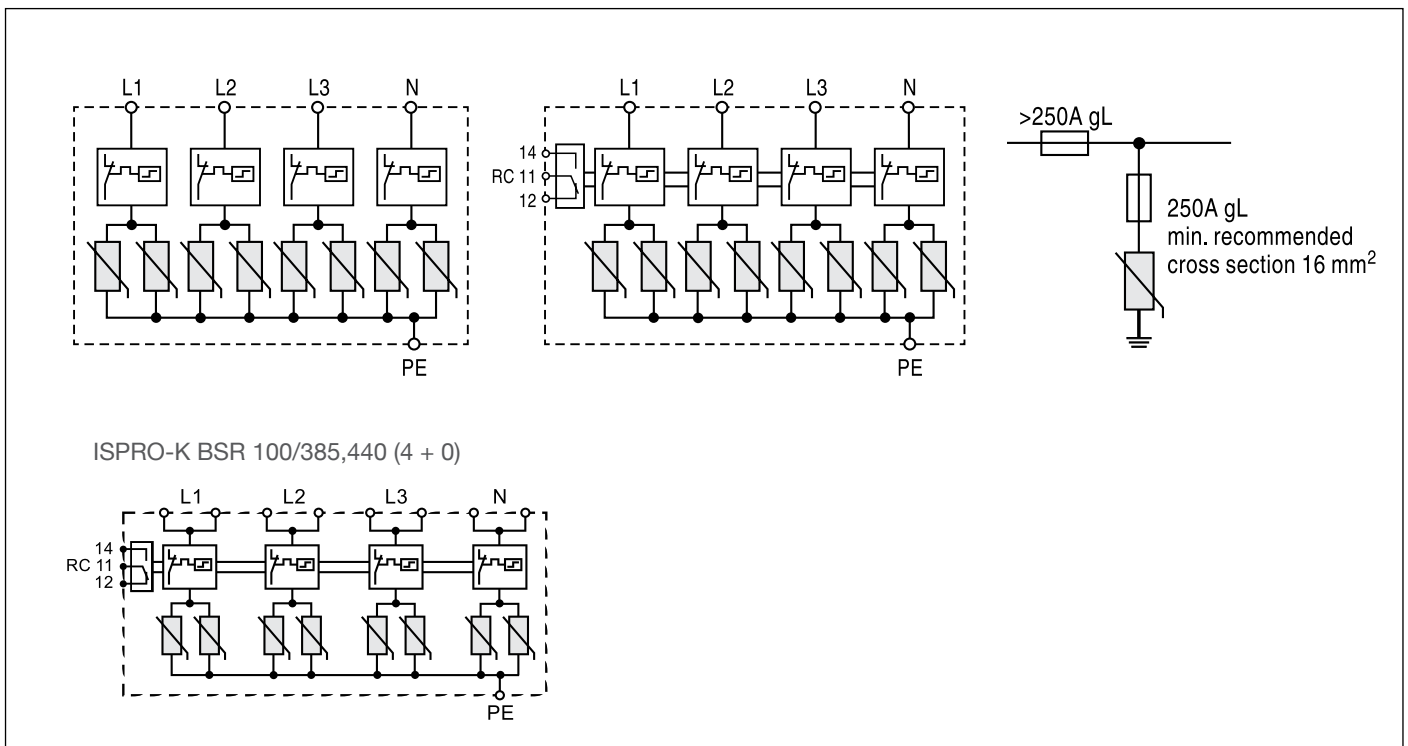 L1 L2 L3 N
PE
L1 L2 L3 N
14
RC 11
12
PE
>250A gL
250A gL
min. recommended
cross section 16 mm²
ISPRO-K BSR 100/385,440 (4 + 0)
L1 L2 L3 N
14
RC 11
12
PE